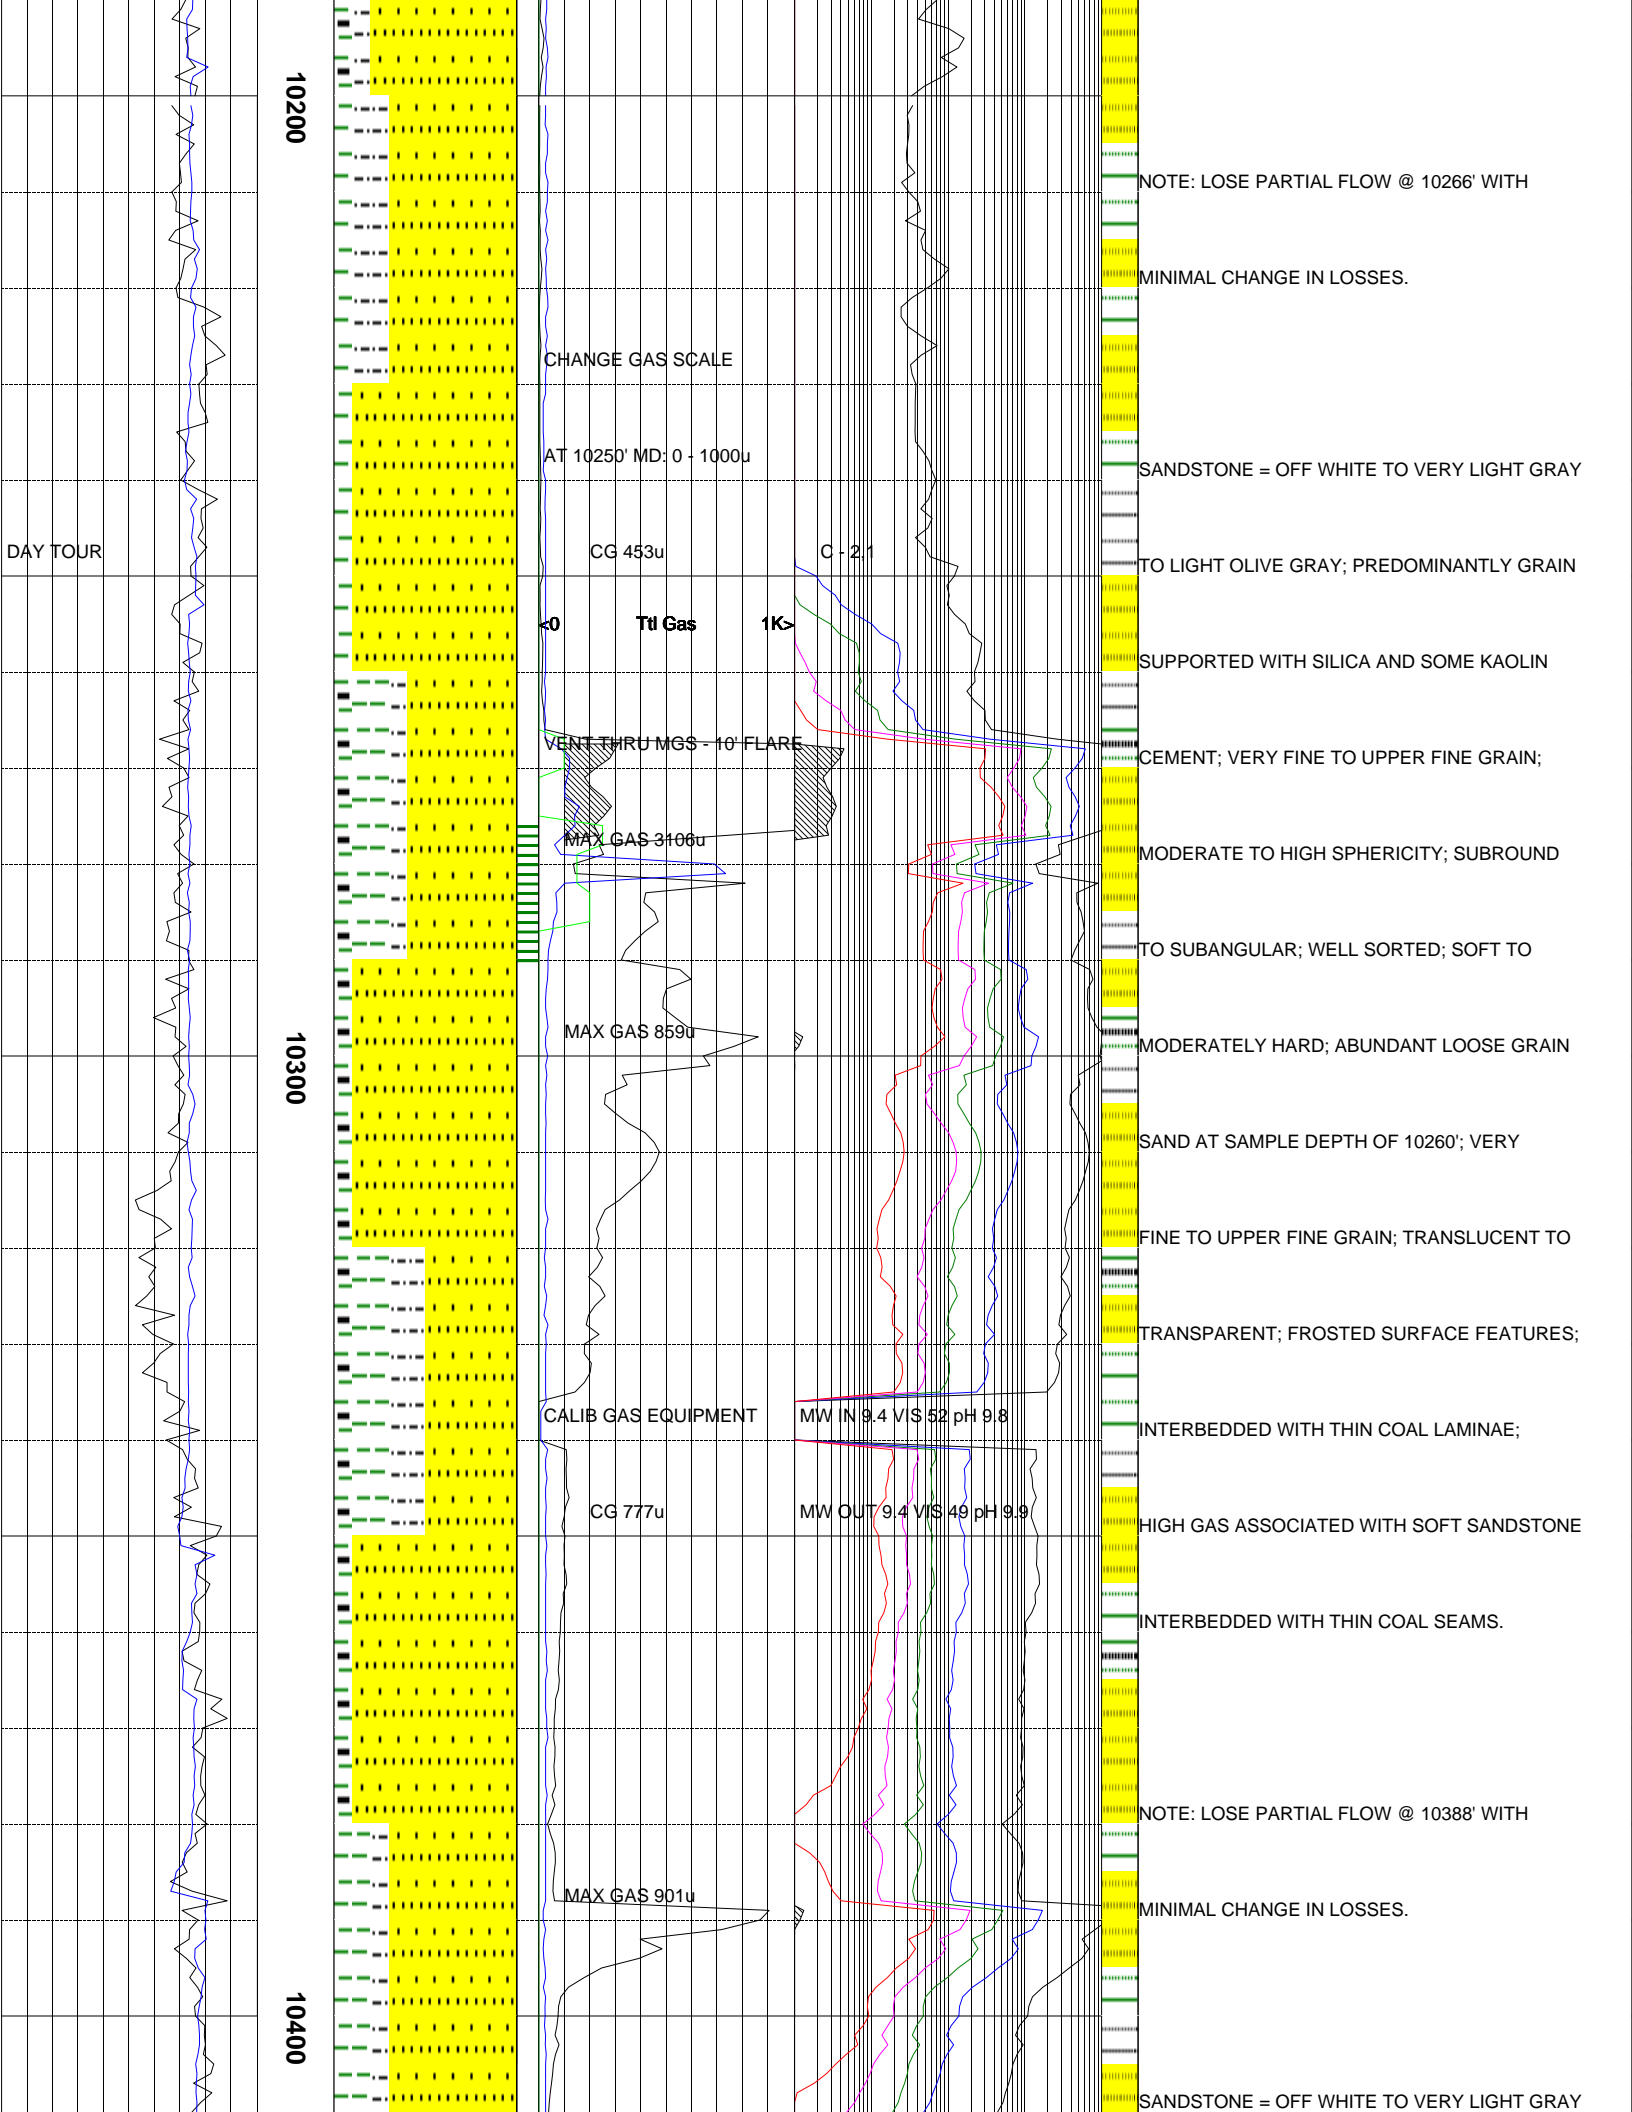 10200
NOTE: LOSE PARTIAL FLOW @ 10266' WITH
MINIMAL CHANGE IN LOSSES.
CHANGE GAS SCALE
AT 10250' MD: 0 - 1000u
SANDSTONE = OFF WHITE TO VERY LIGHT GRAY
DAY TOUR
CG 453u
C - 2,1
TO LIGHT OLIVE GRAY; PREDOMINANTLY GRAIN
<0 Ttl Gas 1K>
SUPPORTED WITH SILICA AND SOME KAOLIN
VENT THRU MGS - 10' FLARE
CEMENT; VERY FINE TO UPPER FINE GRAIN;
MAX GAS 3106u
MODERATE TO HIGH SPHERICITY; SUBROUND
TO SUBANGULAR; WELL SORTED; SOFT TO
MAX GAS 859u
MODERATELY HARD; ABUNDANT LOOSE GRAIN
10300
SAND AT SAMPLE DEPTH OF 10260'; VERY
FINE TO UPPER FINE GRAIN; TRANSLUCENT TO
TRANSPARENT; FROSTED SURFACE FEATURES;
CALIB GAS EQUIPMENT
MW IN 9.4 VIS 52 pH 9.8
INTERBEDDED WITH THIN COAL LAMINAE;
CG 777u
MW OUT 9.4 VIS 49 pH 9.9
HIGH GAS ASSOCIATED WITH SOFT SANDSTONE
INTERBEDDED WITH THIN COAL SEAMS.
NOTE: LOSE PARTIAL FLOW @ 10388' WITH
MAX GAS 901u
MINIMAL CHANGE IN LOSSES.
10400
SANDSTONE = OFF WHITE TO VERY LIGHT GRAY